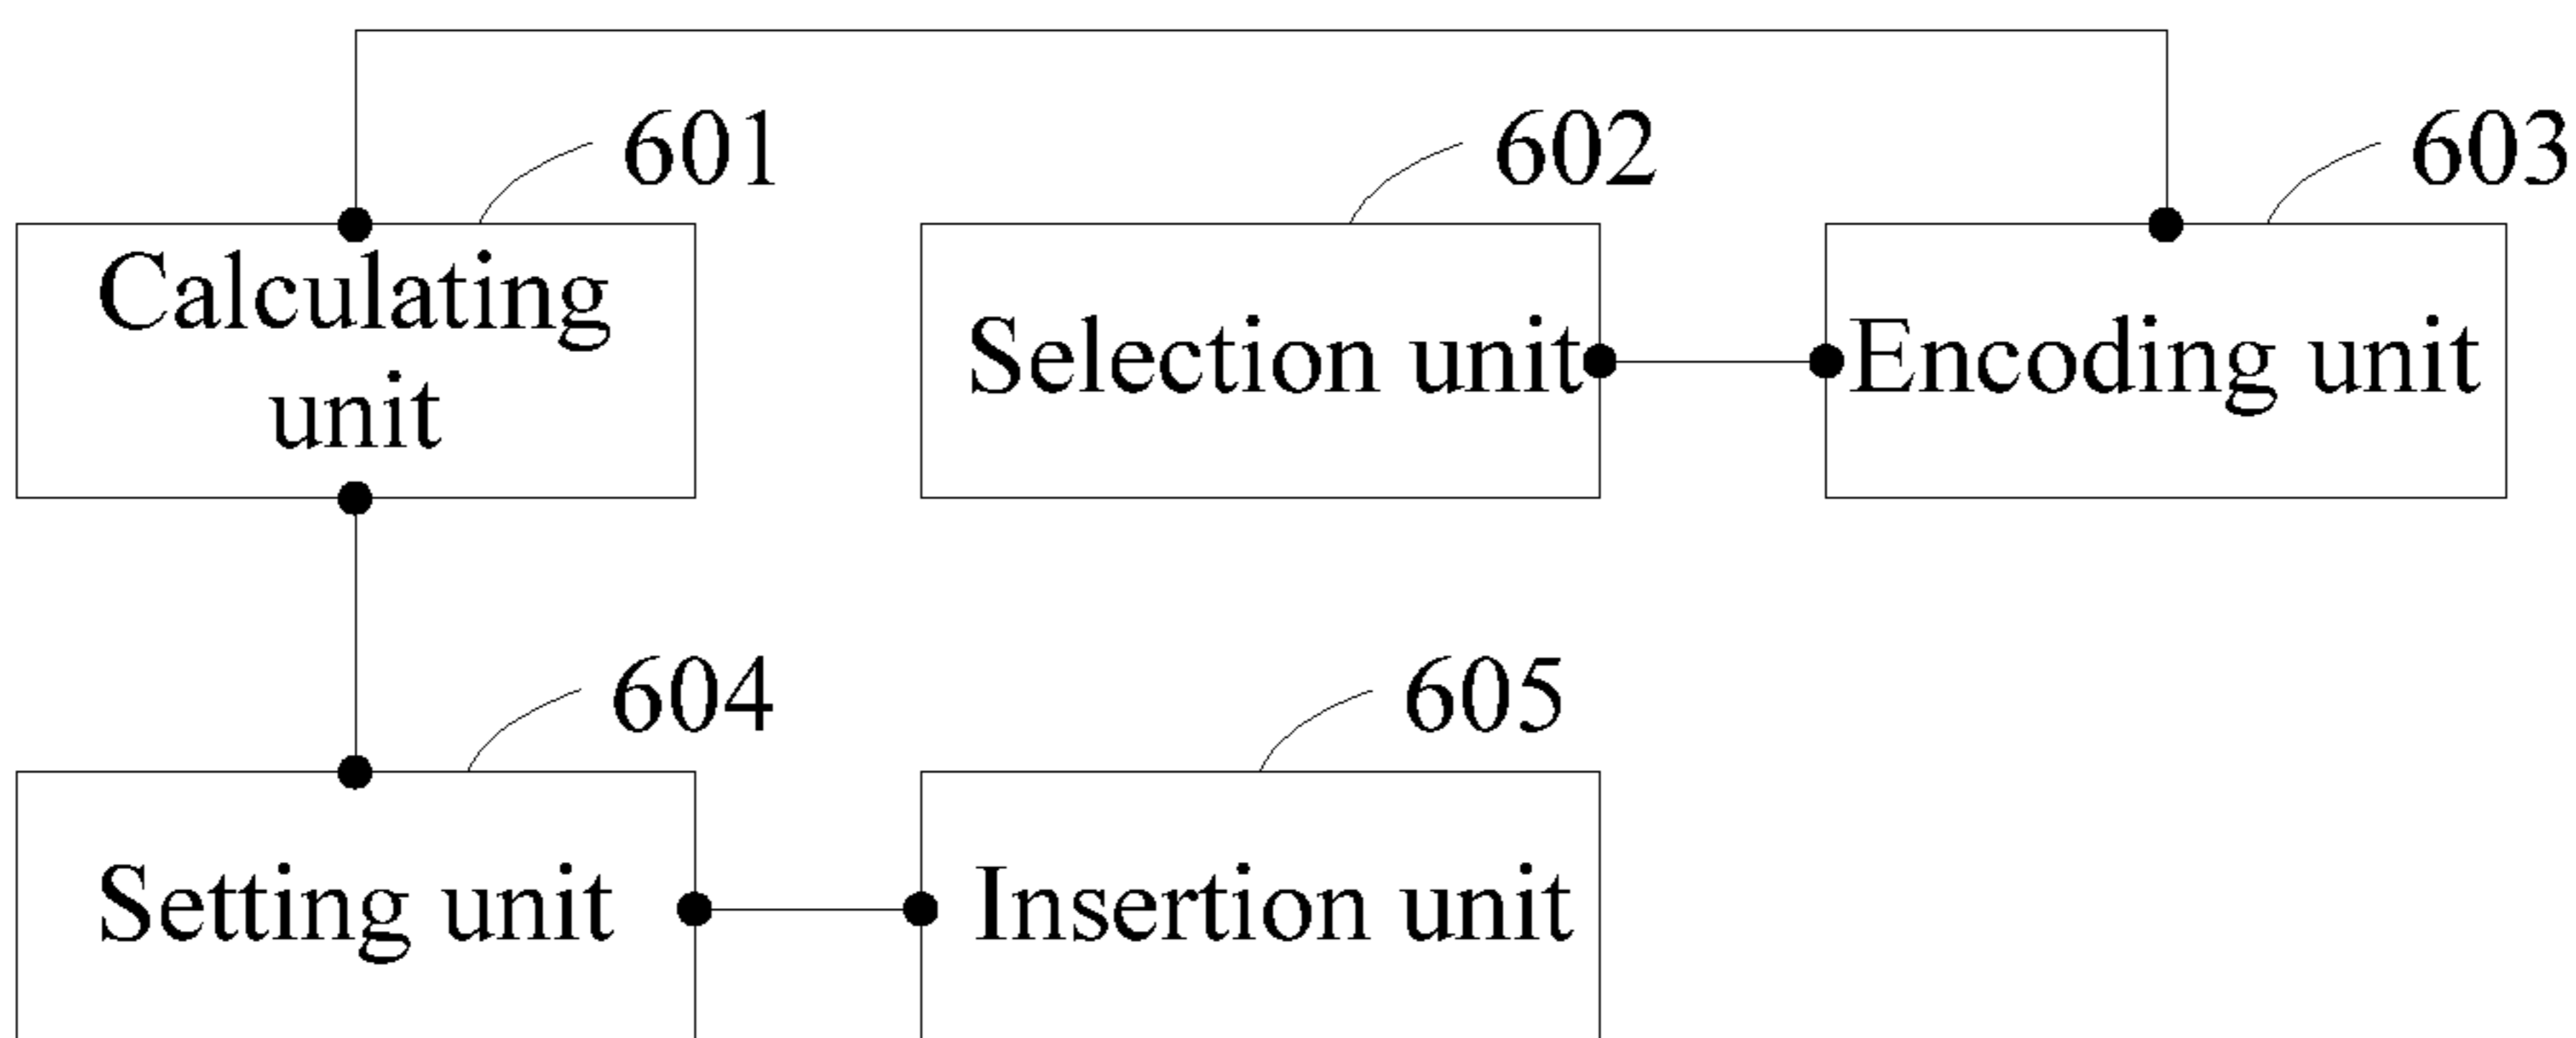 601
602
603
Calculating
unit
Selection unit
Encoding unit
604
605
Setting unit
Insertion unit